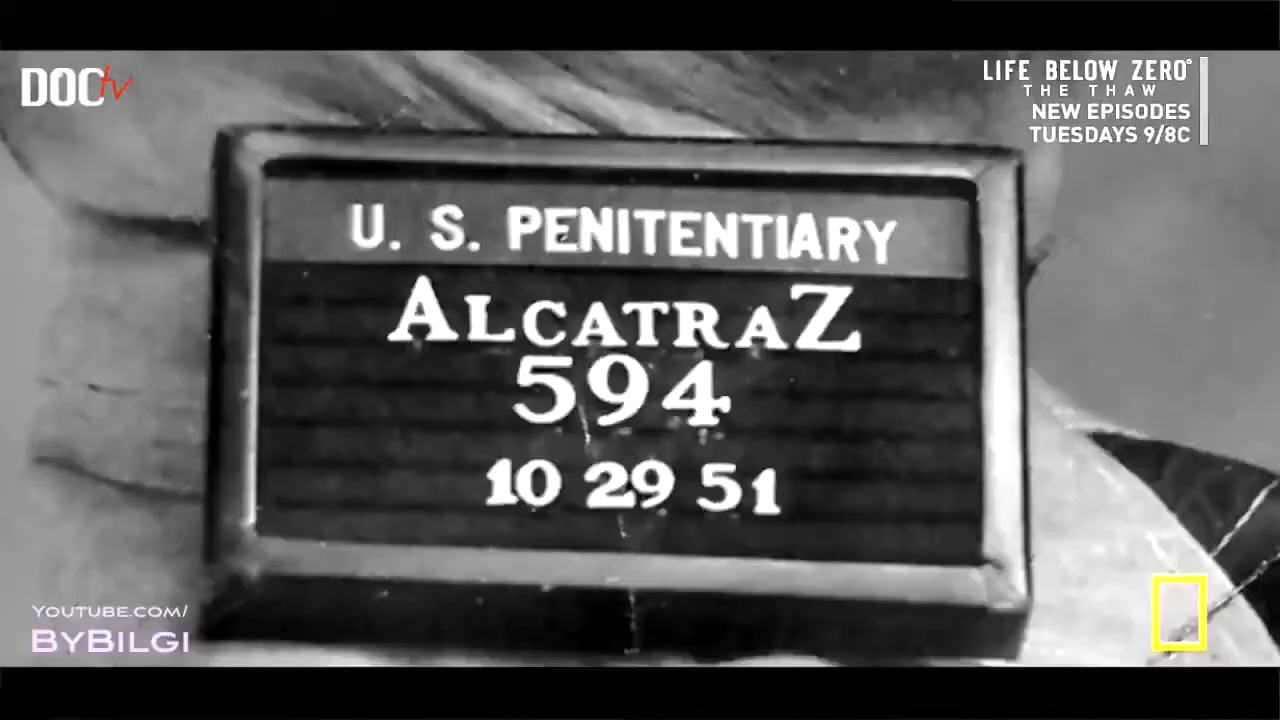 DOCtv
LIFE BELOW ZERO°
THE THAW
NEW EPISODES
TUESDAYS 9/8C
U. S. PENITENTIARY
ALCATRAZ
594
10 29 51
YOUTUBE.COM/
BYBILGI